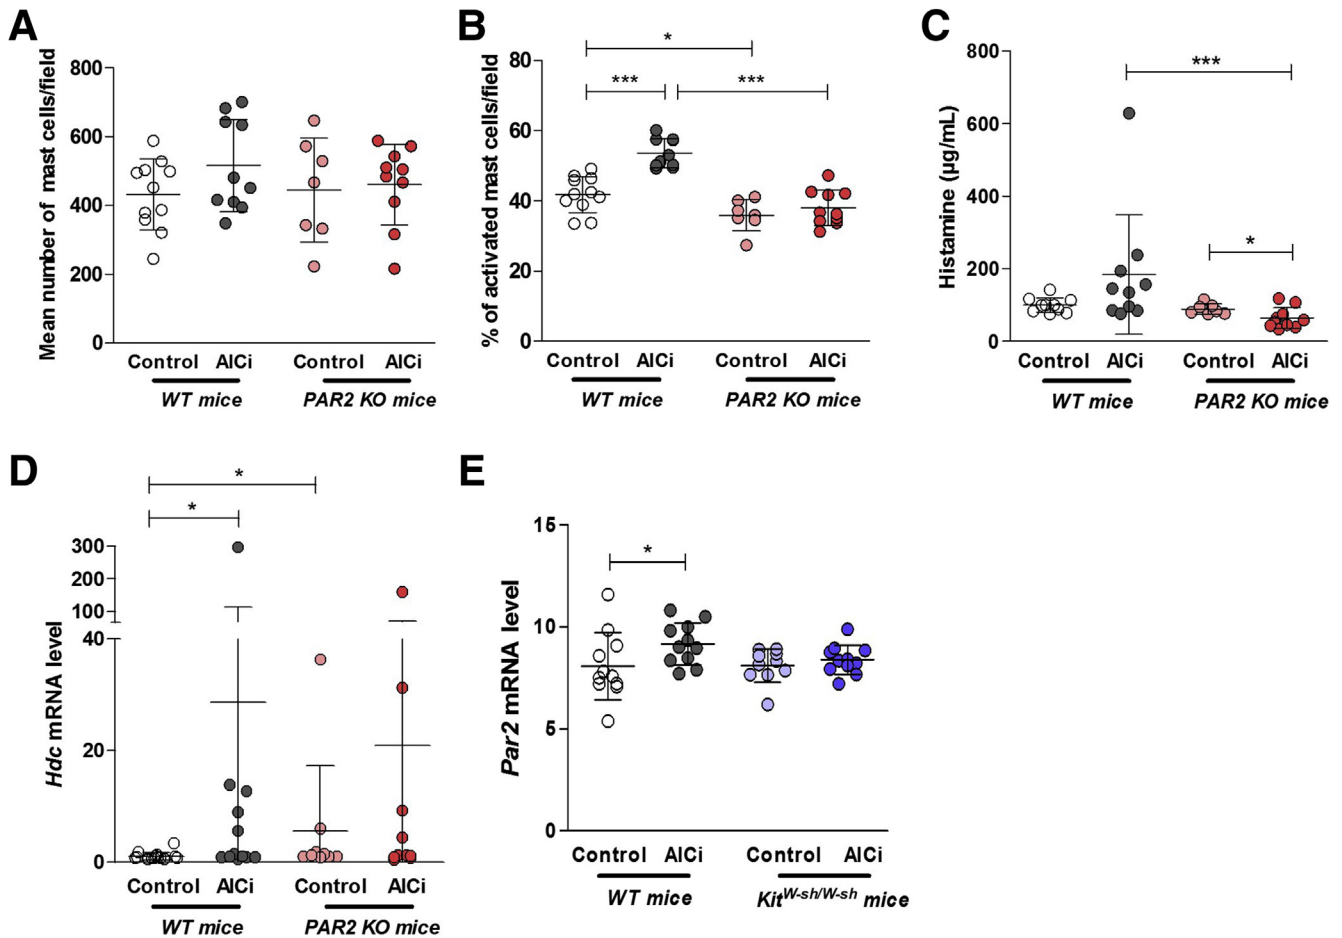 A
Mean number of mast cells/field
800
600
400
200
0
Control AlCi Control AlCi
WT mice PAR2 KO mice
B
% of activated mast cells/field
*
*** ***
80
60
40
20
0
Control AlCi Control AlCi
WT mice PAR2 KO mice
C
Histamine (µg/mL)
***
*
800
600
400
200
0
Control AlCi Control AlCi
WT mice PAR2 KO mice
D
Hdc mRNA level
*
*
300
200
100
40
20
0
Control AlCi Control AlCi
WT mice PAR2 KO mice
E
Par2 mRNA level
*
15
10
5
0
Control AlCi Control AlCi
WT mice Kit^W-sh/W-sh mice